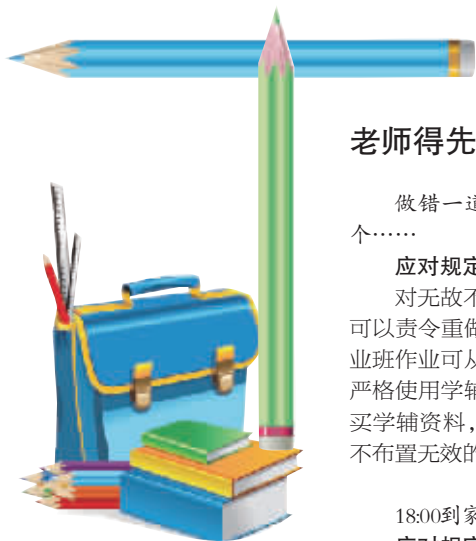 老师得先
做错一道
个……
应对规定
对无故不
可以责令重做
业班作业可从
严格使用学辅
买学辅资料，
不布置无效的
18:00到家